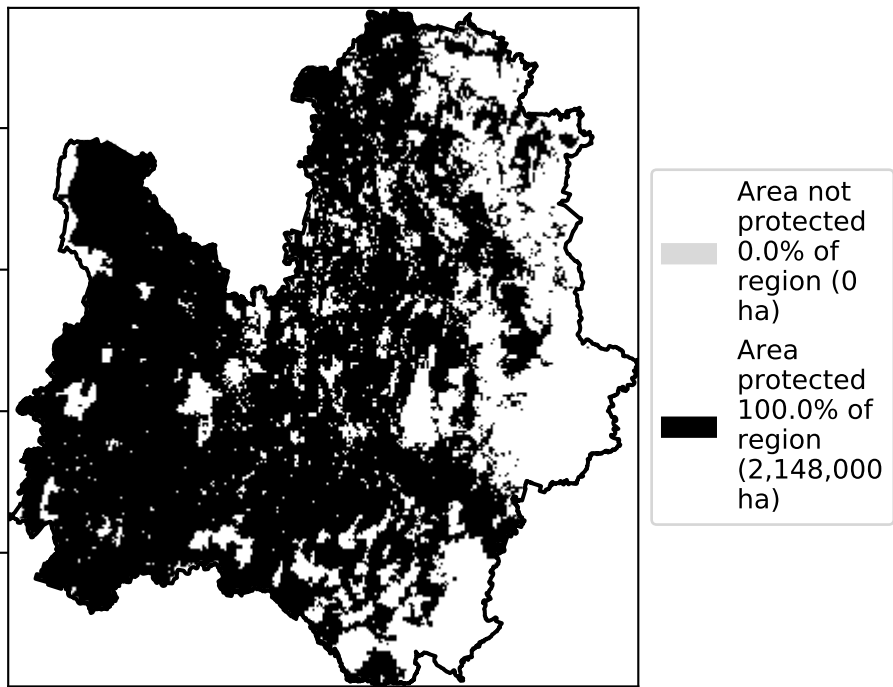 Area not
protected
0.0% of
region (0
ha)
Area
protected
100.0% of
region
(2,148,000
ha)